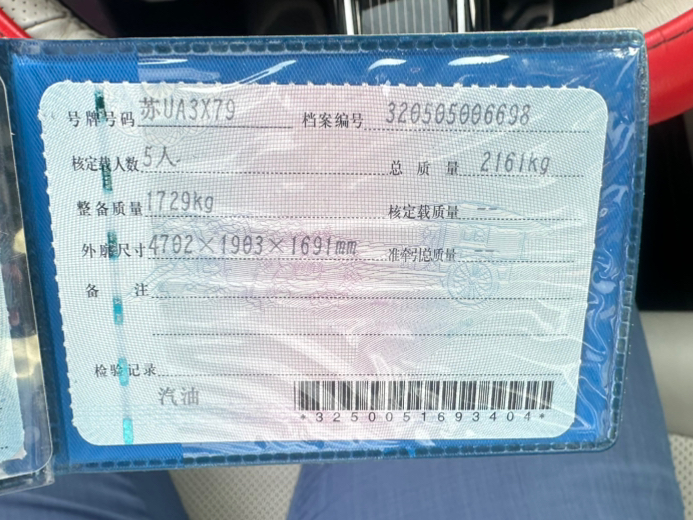 号牌号码 苏UA3X79 档案编号 320505006698
核定载人数 5人 总质量 2161kg
整备质量 1729kg 核定载质量 --
外廓尺寸 4702×1903×1691mm 准牵引总质量 --
备注
检验记录
汽油
*3250051693404*